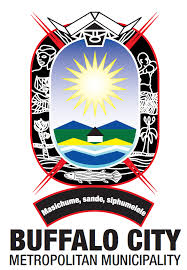 Masichume, sande, siphumelele
BUFFALO CITY
METROPOLITAN MUNICIPALITY